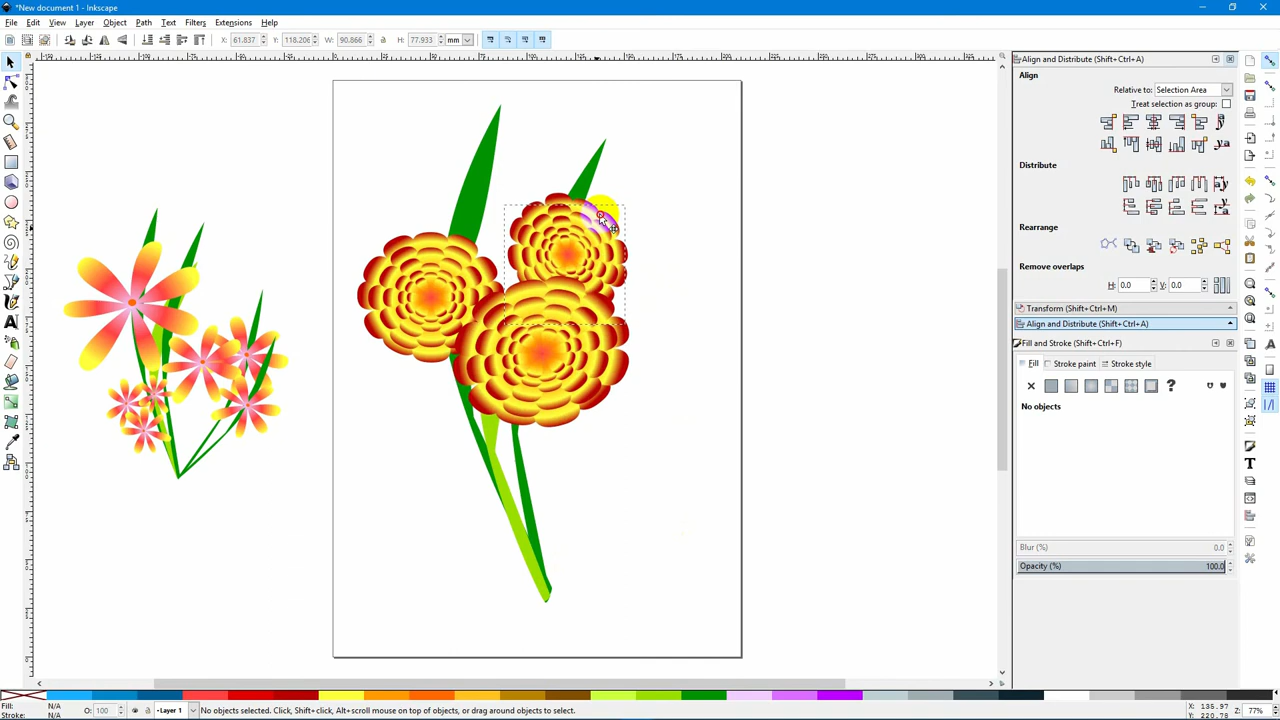 *New document 1 - Inkscape
File Edit View Layer Object Path Text Filters Extensions Help
X: 61.837 Y: 118.206 W: 90.866 H: 77.933 mm
Align and Distribute (Shift+Ctrl+A)
Align
Relative to: Selection Area
Treat selection as group:
Distribute
Rearrange
Remove overlaps
H: 0.0 V: 0.0
Transform (Shift+Ctrl+M)
Align and Distribute (Shift+Ctrl+A)
Fill and Stroke (Shift+Ctrl+F)
Fill Stroke paint Stroke style
No objects
Blur (%) 0.0
Opacity (%) 100.0
Fill: N/A
Stroke: N/A
O: 100
Layer 1
No objects selected. Click, Shift+click, Alt+scroll mouse on top of objects, or drag around objects to select.
X: 135.97
Y: 220.78
Z: 77%